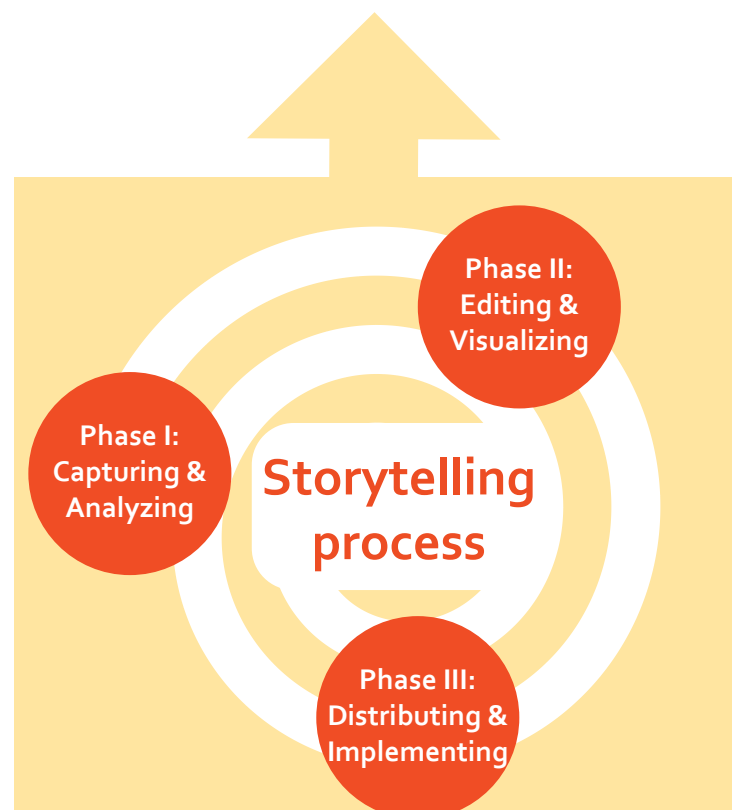 Phase II:
Editing &
Visualizing
Phase I:
Capturing &
Analyzing
Storytelling
process
Phase III:
Distributing &
Implementing